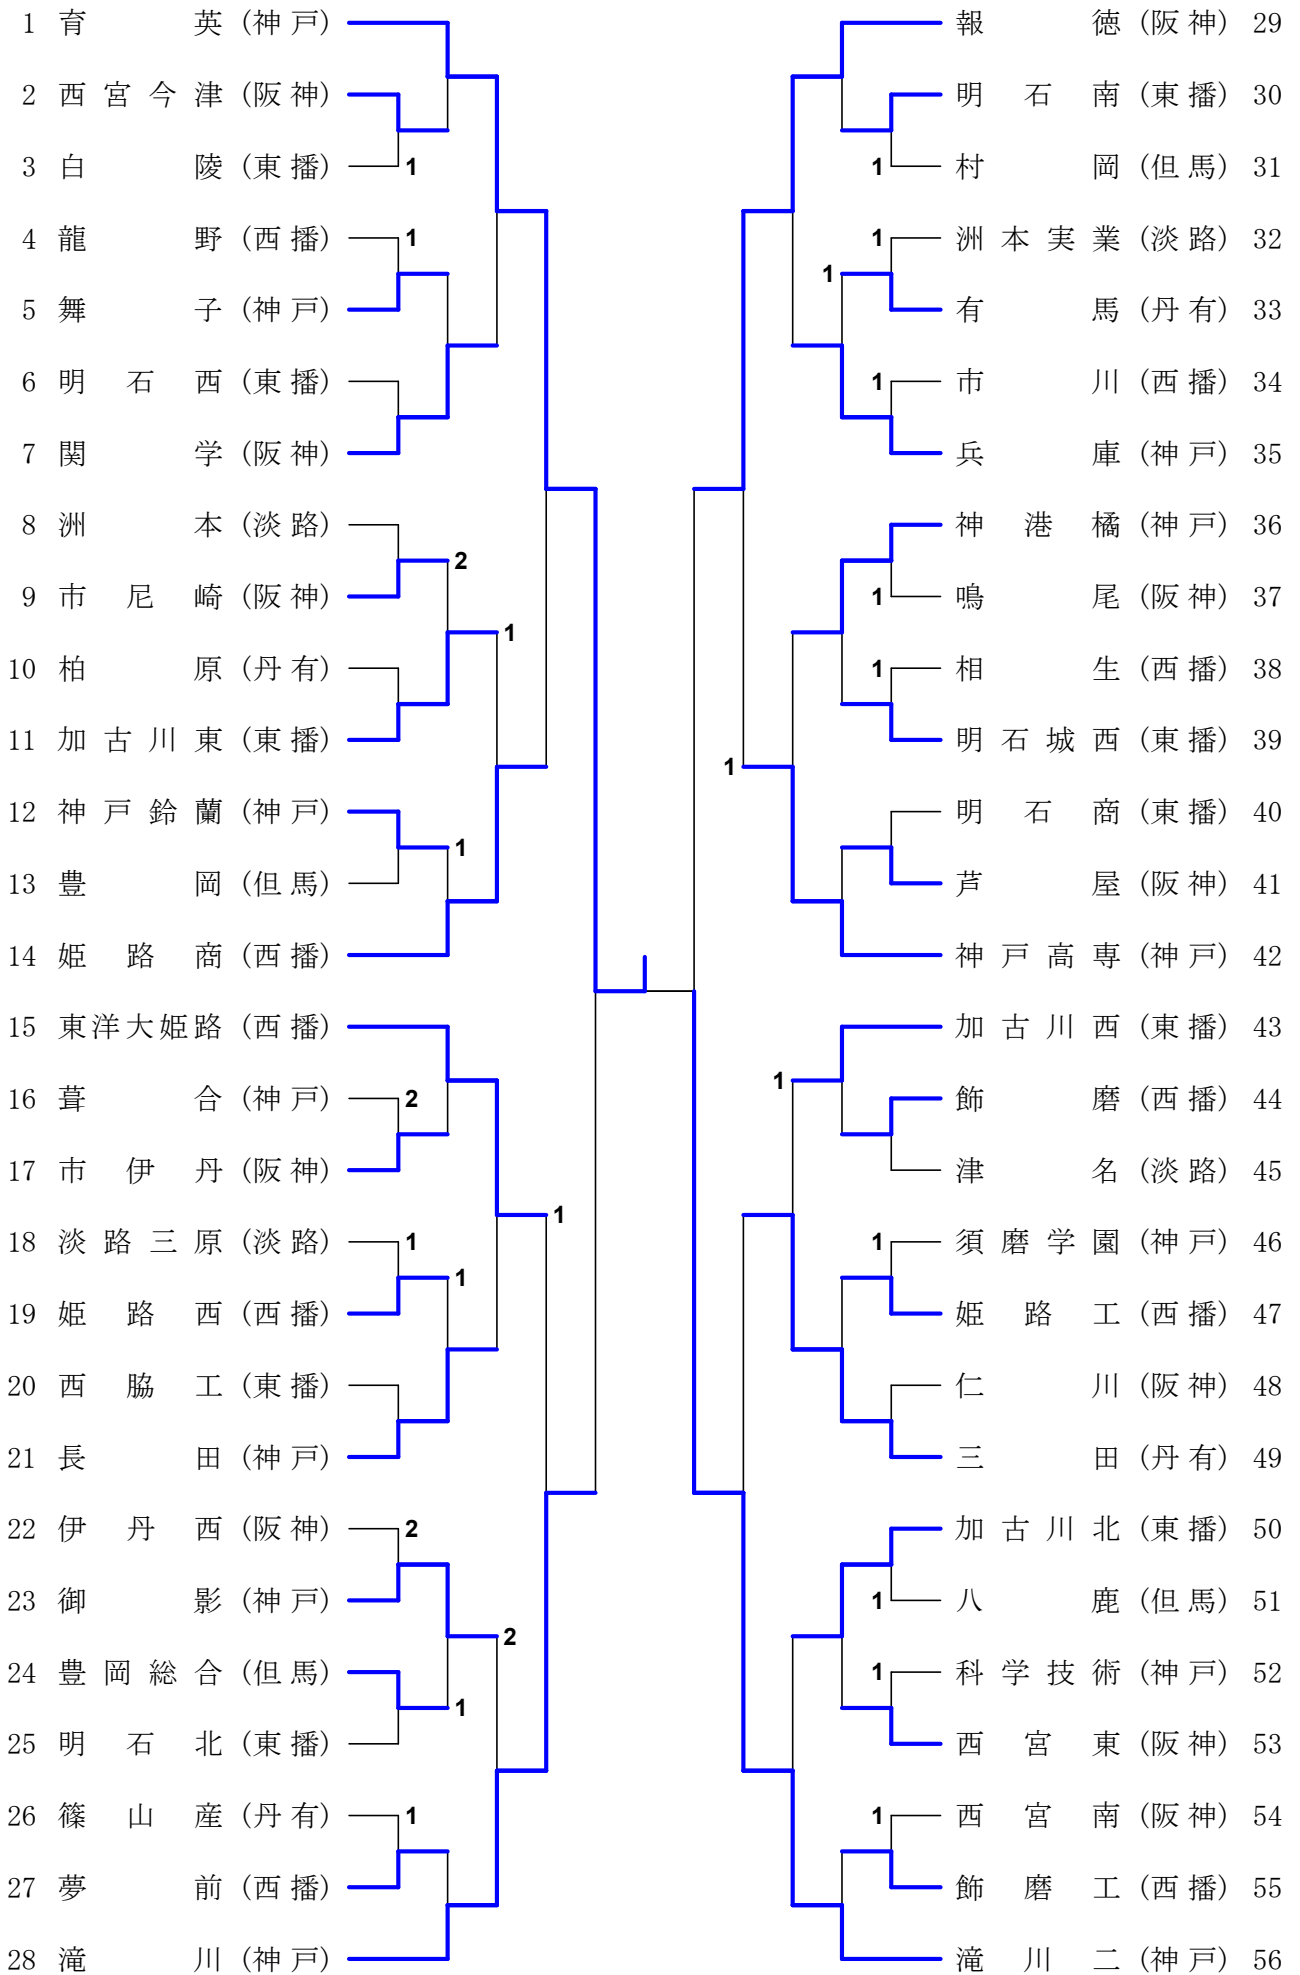 1 育英 (神戸)
2 西宮今津 (阪神)
3 白陵 (東播) 1
4 龍野 (西播) 1
5 舞子 (神戸)
6 明石西 (東播)
7 関学 (阪神)
8 洲本 (淡路)
2
9 市尼崎 (阪神)
1
10 柏原 (丹有)
11 加古川東 (東播)
12 神戸鈴蘭 (神戸)
1
13 豊岡 (但馬)
14 姫路商 (西播)
15 東洋大姫路 (西播)
16 葺合 (神戸) 2
17 市伊丹 (阪神)
1
18 淡路三原 (淡路) 1
1
19 姫路西 (西播)
20 西脇工 (東播)
21 長田 (神戸)
22 伊丹西 (阪神) 2
23 御影 (神戸)
2
24 豊岡総合 (但馬)
1
25 明石北 (東播)
26 篠山産 (丹有) 1
27 夢前 (西播)
28 滝川 (神戸)
報徳 (阪神) 29
明石南 (東播) 30
1 村岡 (但馬) 31
1 洲本実業 (淡路) 32
1
有馬 (丹有) 33
1 市川 (西播) 34
兵庫 (神戸) 35
神港橘 (神戸) 36
1 鳴尾 (阪神) 37
1 相生 (西播) 38
明石城西 (東播) 39
1
明石商 (東播) 40
芦屋 (阪神) 41
神戸高専 (神戸) 42
加古川西 (東播) 43
1
飾磨 (西播) 44
津名 (淡路) 45
1 須磨学園 (神戸) 46
姫路工 (西播) 47
仁川 (阪神) 48
三田 (丹有) 49
加古川北 (東播) 50
1 八鹿 (但馬) 51
1 科学技術 (神戸) 52
西宮東 (阪神) 53
1 西宮南 (阪神) 54
飾磨工 (西播) 55
滝川二 (神戸) 56